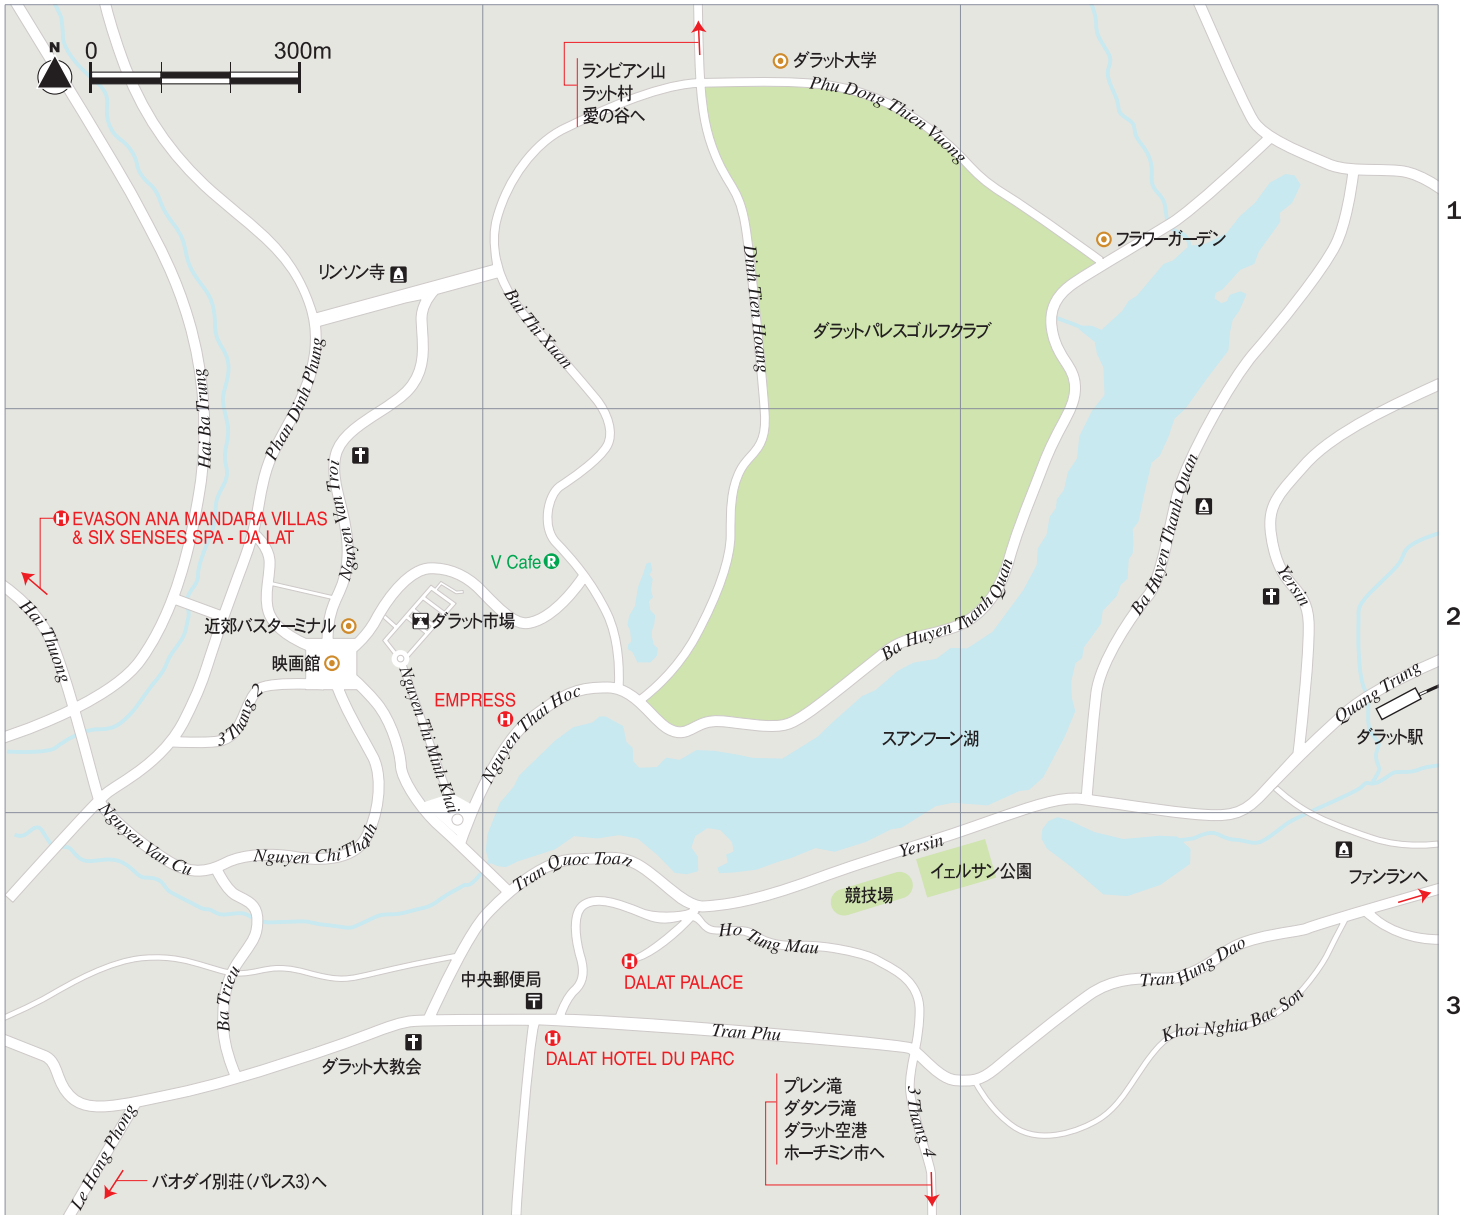 N
0 300m
ランビアン山
ラット村
愛の谷へ
ダラット大学
Phu Dong Thien Vuong
1
フラワーガーデン
リンソン寺
Dinh Tien Hoang
Bui Thi Xuan
ダラットパレスゴルフクラブ
Hai Ba Trung
Phan Dinh Phung
Nguyen Van Troi
Ba Huyen Thanh Quan
EVASON ANA MANDARA VILLAS
& SIX SENSES SPA - DA LAT
V Cafe
Ba Huyen Thanh Quan
Yersin
Hai Thuong
近郊バスターミナル
ダラット市場
2
映画館
3 Thang 2
Nguyen Thi Minh Khai
EMPRESS
Nguyen Thai Hoc
スアンフーン湖
Quang Trung
ダラット駅
Nguyen Van Cu
Nguyen Chi Thanh
Tran Quoc Toan
Yersin
イェルサン公園
競技場
ファンランへ
Ho Tung Mau
Tran Hung Dao
Ba Trieu
中央郵便局
DALAT PALACE
3
Khoi Nghia Bac Son
Tran Phu
ダラット大教会
DALAT HOTEL DU PARC
プレン滝
ダタンラ滝
ダラット空港
ホーチミン市へ
3 Thang 4
Le Hong Phong
バオダイ別荘(パレス3)へ
H
H
H
H
R